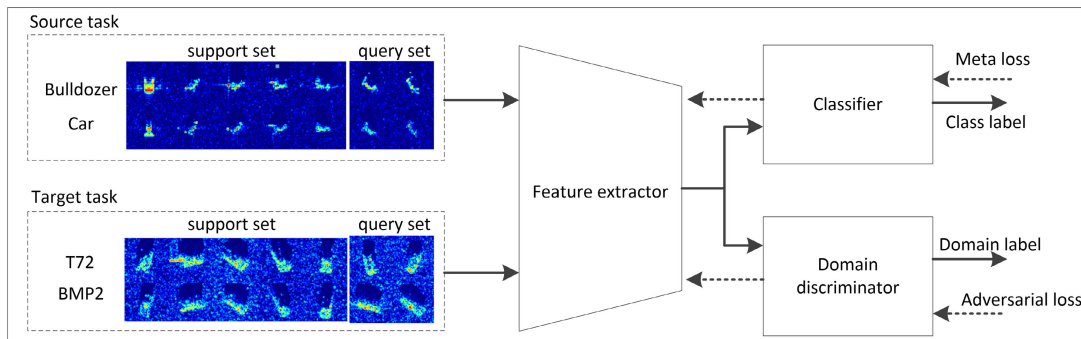 Source task
support set
query set
Bulldozer
Car
Target task
support set
query set
T72
BMP2
Feature extractor
Classifier
Meta loss
Class label
Domain
discriminator
Domain label
Adversarial loss